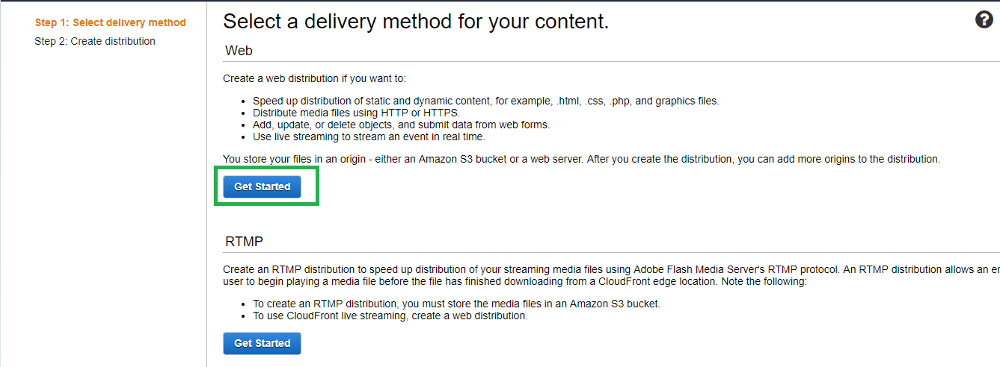 Step 1: Select delivery method
Step 2: Create distribution
Select a delivery method for your content.
?
Web
Create a web distribution if you want to:
• Speed up distribution of static and dynamic content, for example, .html, .css, .php, and graphics files.
• Distribute media files using HTTP or HTTPS.
• Add, update, or delete objects, and submit data from web forms.
• Use live streaming to stream an event in real time.
You store your files in an origin - either an Amazon S3 bucket or a web server. After you create the distribution, you can add more origins to the distribution.
Get Started
RTMP
Create an RTMP distribution to speed up distribution of your streaming media files using Adobe Flash Media Server's RTMP protocol. An RTMP distribution allows an
user to begin playing a media file before the file has finished downloading from a CloudFront edge location. Note the following:
• To create an RTMP distribution, you must store the media files in an Amazon S3 bucket.
• To use CloudFront live streaming, create a web distribution.
Get Started